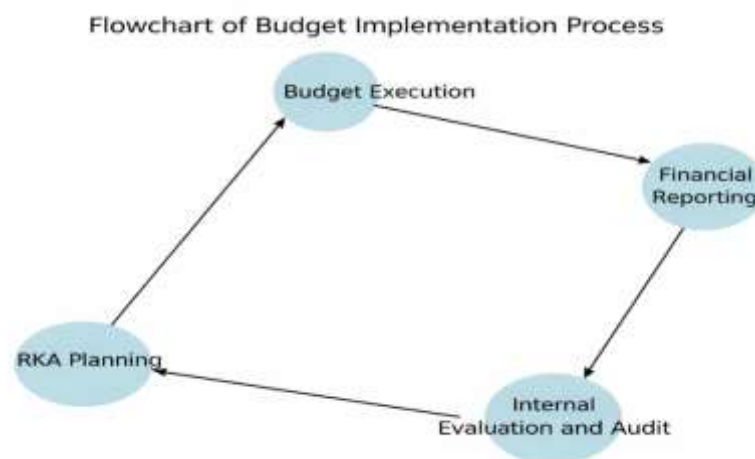 Flowchart of Budget Implementation Process
Budget Execution
Financial
Reporting
RKA Planning
Internal
Evaluation and Audit